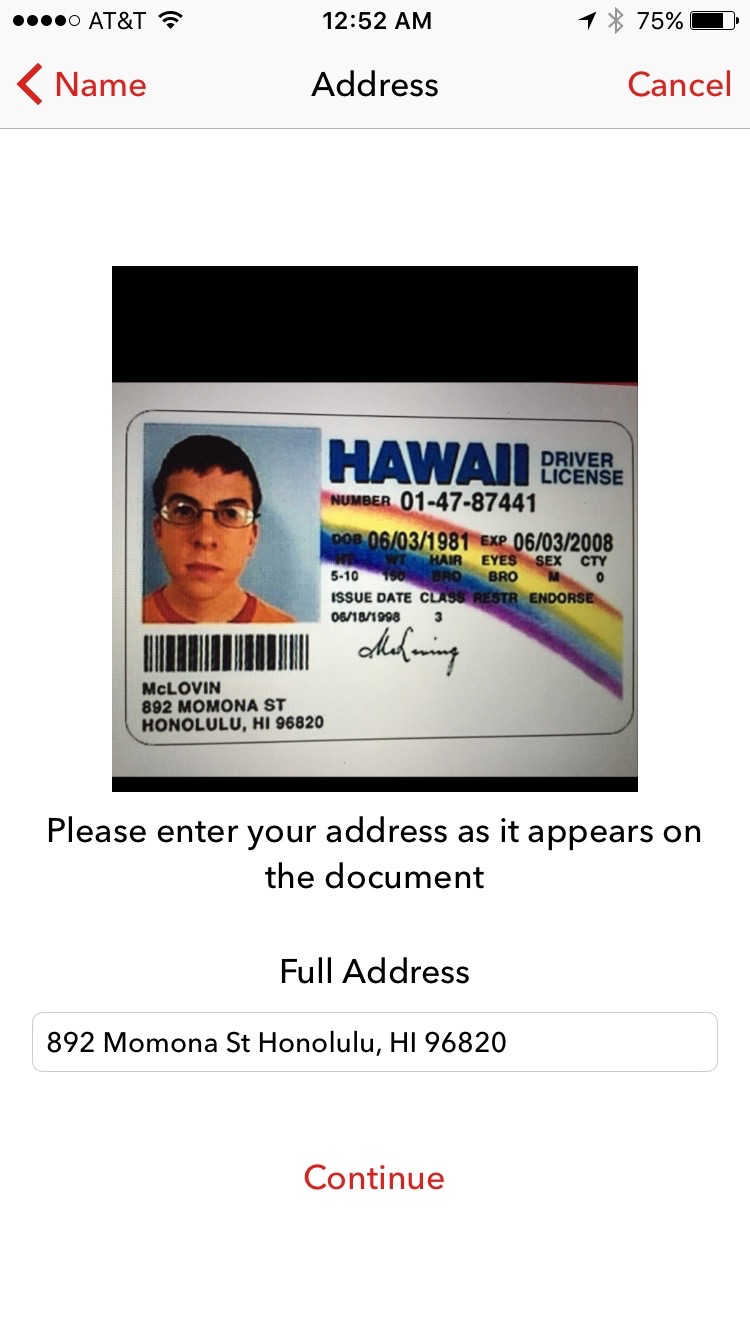 AT&T 12:52 AM 75%
Name Address Cancel
HAWAII DRIVER LICENSE
NUMBER 01-47-87441
DOB 06/03/1981 EXP 06/03/2008
HT WT HAIR EYES SEX CTY
5-10 150 BRO BRO M 0
ISSUE DATE CLASS RESTR ENDORSE
06/18/1998 3
McLoving
McLOVIN
892 MOMONA ST
HONOLULU, HI 96820
Please enter your address as it appears on
the document
Full Address
892 Momona St Honolulu, HI 96820
Continue